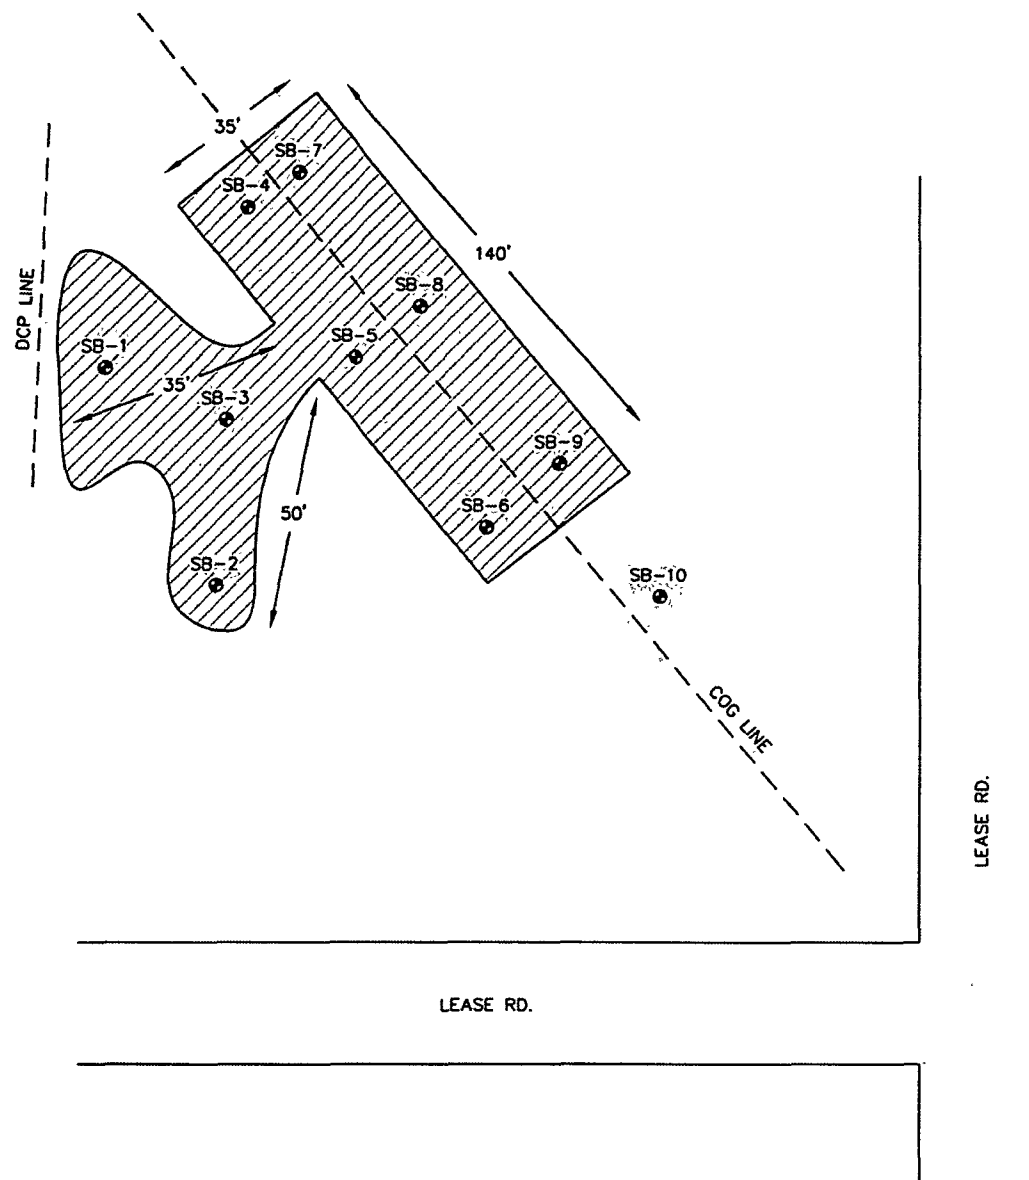 35'
SB-7
SB-4
140'
DCP LINE
SB-8
SB-5
SB-1
35'
SB-3
SB-9
SB-6
50'
SB-2
SB-10
COG LINE
LEASE RD.
LEASE RD.